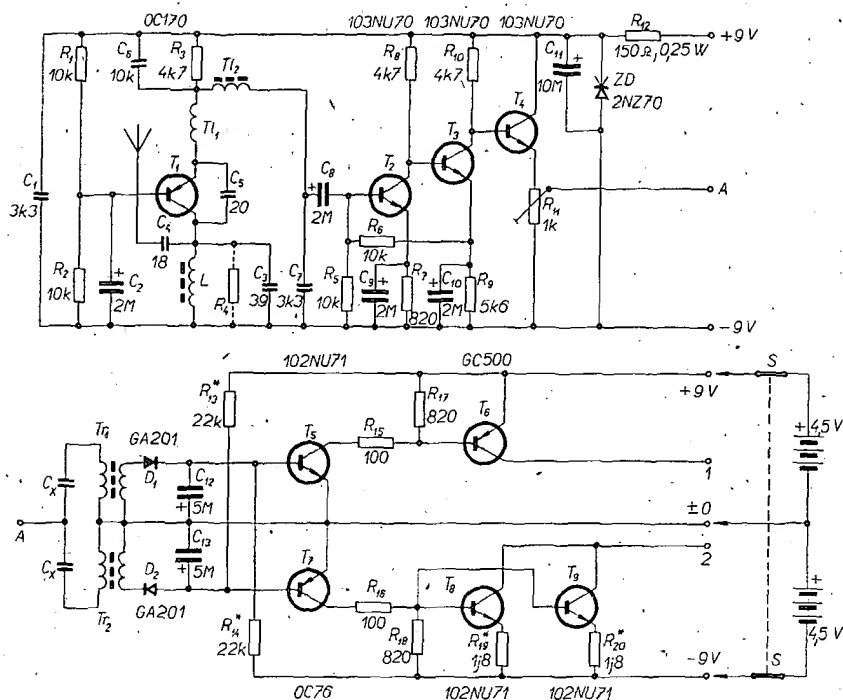 OC170
103NU70 103NU70 103NU70
R₁
10k
C₆
10k
R₃
4k7
Tl₂
Tl₁
R₈
4k7
R₁₀
4k7
C₁₁
10M
R₁₂
150Ω, 0,25 W
+9V
ZD
2NZ70
T₁
C₅
20
C₈
2M
T₂
T₃
T₄
R₁₁
1k
A
C₁
3k3
R₂
10k
C₂
2M
C₄
18
L
R₄
C₃
39
C₇
3k3
R₅
10k
R₆
10k
C₉
2M
R₇
820
C₁₀
2M
R₉
5k6
-9V
102NU71
GC500
R₁₃*
22k
R₁₇
820
+9V
S
4,5V
Tr₁
GA201
D₁
C₁₂
5M
T₅
R₁₅
100
T₆
1
Cₓ
A
±0
Cₓ
C₁₃
5M
T₇
2
Tr₂
D₂
GA201
R₁₄*
22k
R₁₆
100
R₁₈
820
T₈
T₉
R₁₉*
1j8
R₂₀*
1j8
4,5V
-9V
S
OC76
102NU71 102NU71